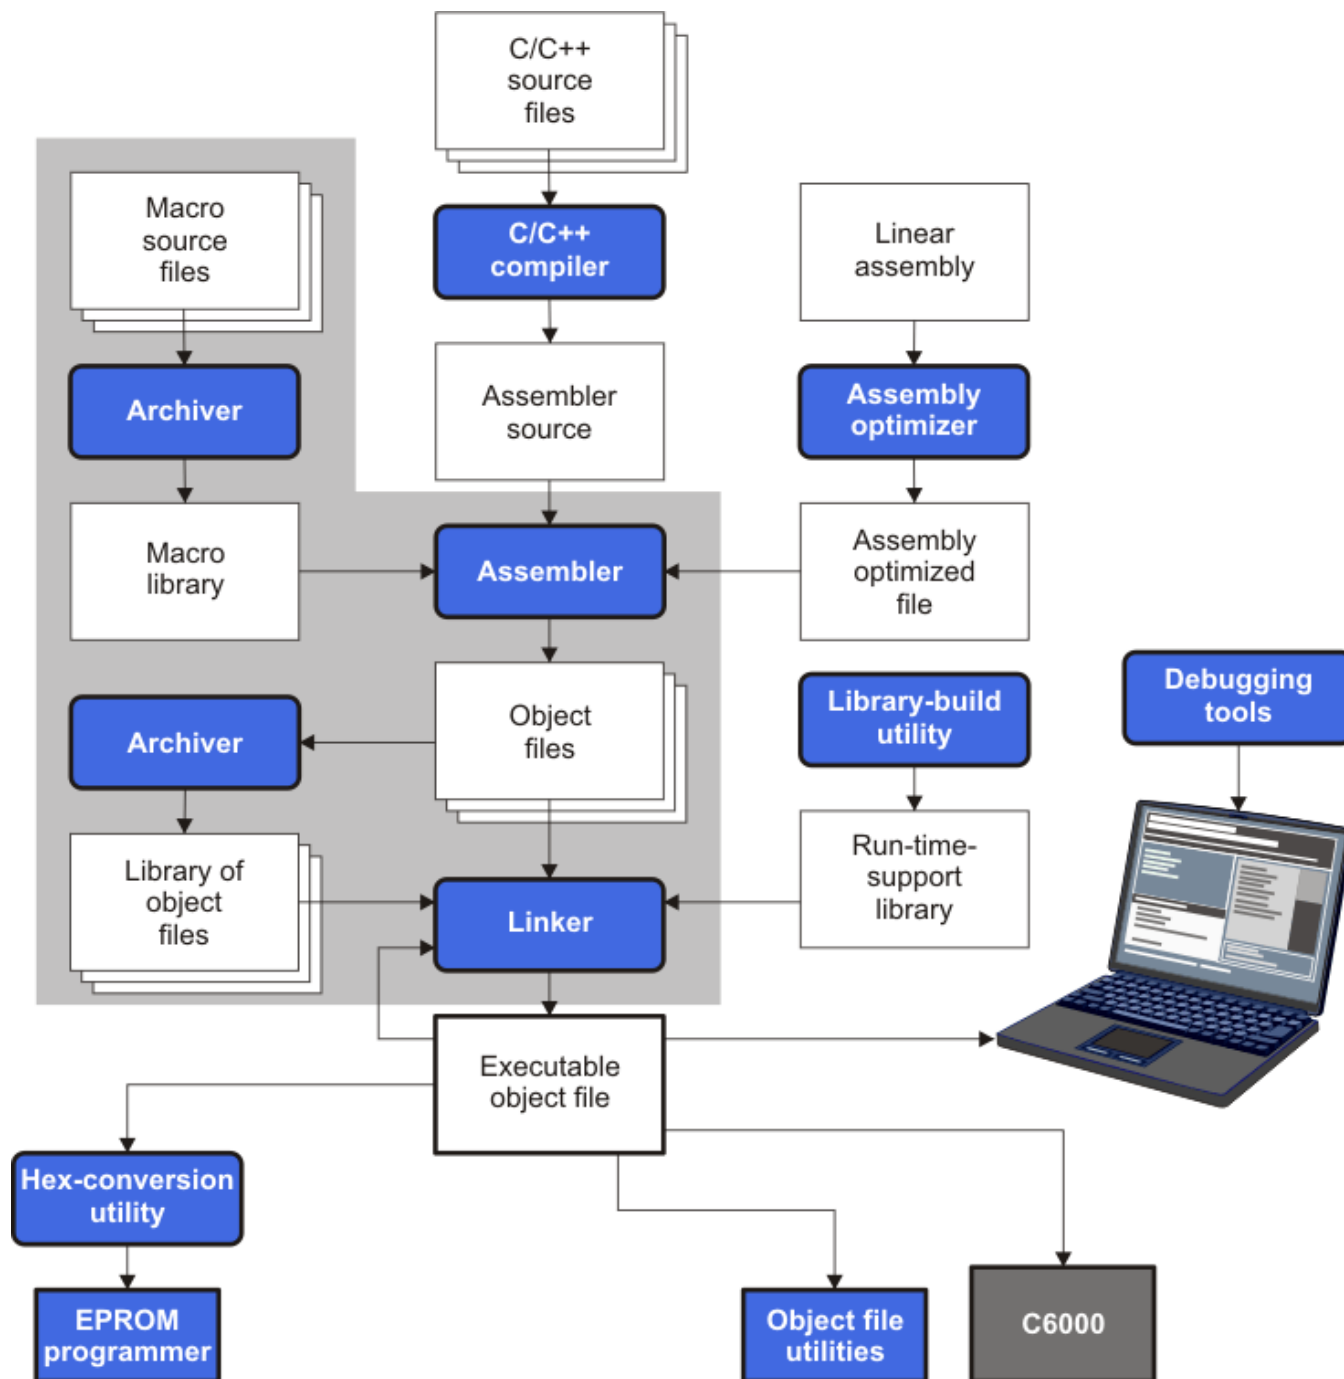 C/C++
source
files
Macro
source
files
C/C++
compiler
Linear
assembly
Archiver
Assembler
source
Assembly
optimizer
Macro
library
Assembler
Assembly
optimized
file
Archiver
Object
files
Library-build
utility
Debugging
tools
Library of
object
files
Linker
Run-time-
support
library
Executable
object file
Hex-conversion
utility
EPROM
programmer
Object file
utilities
C6000